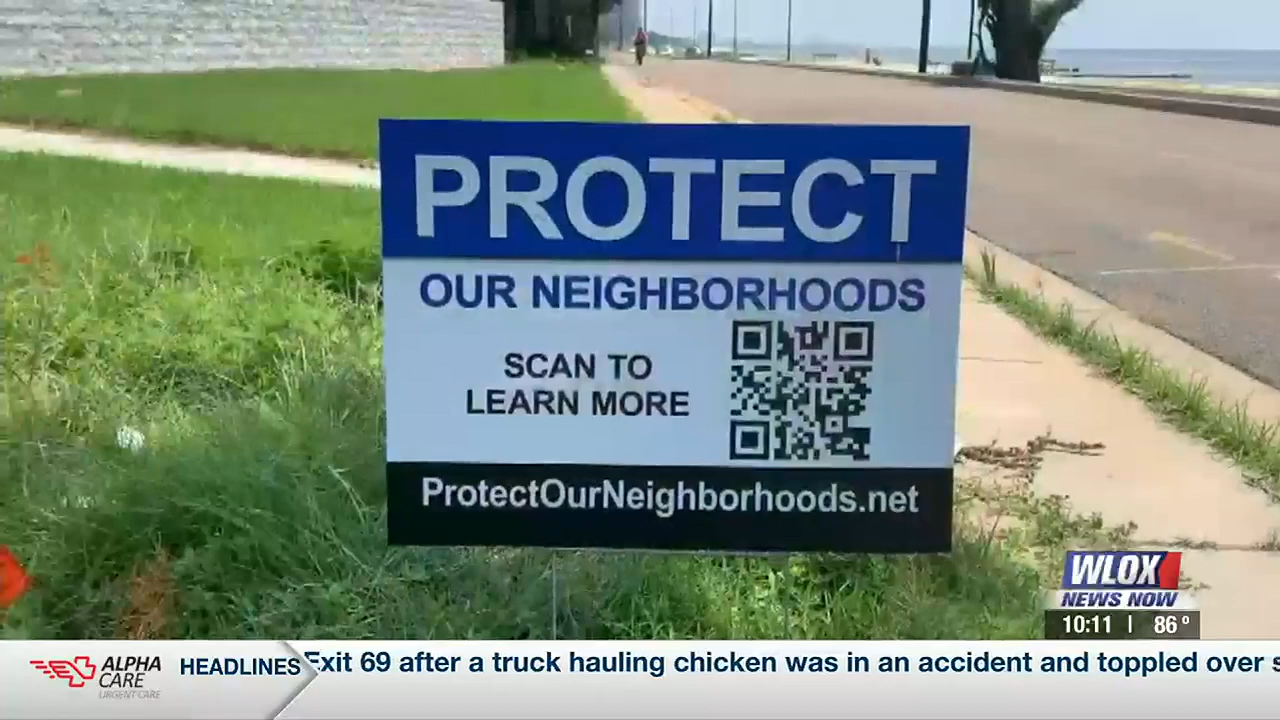 PROTECT
OUR NEIGHBORHOODS
SCAN TO
LEARN MORE
ProtectOurNeighborhoods.net
WLOX
NEWS NOW
10:11 | 86°
ALPHA
CARE
URGENT CARE
HEADLINES
Exit 69 after a truck hauling chicken was in an accident and toppled over s